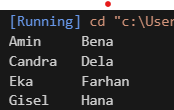 [Running] cd "c:\User
Amin Bena
Candra Dela
Eka Farhan
Gisel Hana